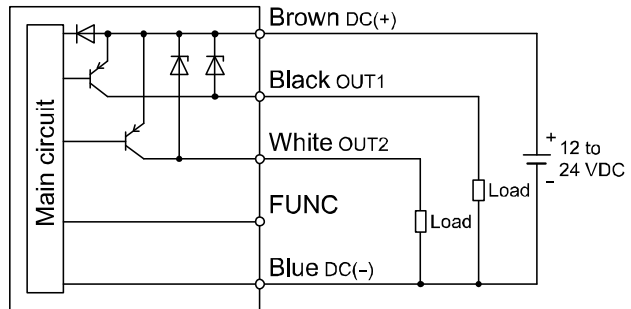 Main circuit
Brown DC(+)
Black OUT1
White OUT2
FUNC
Blue DC(−)
Load
Load
+
12 to
24 VDC
−